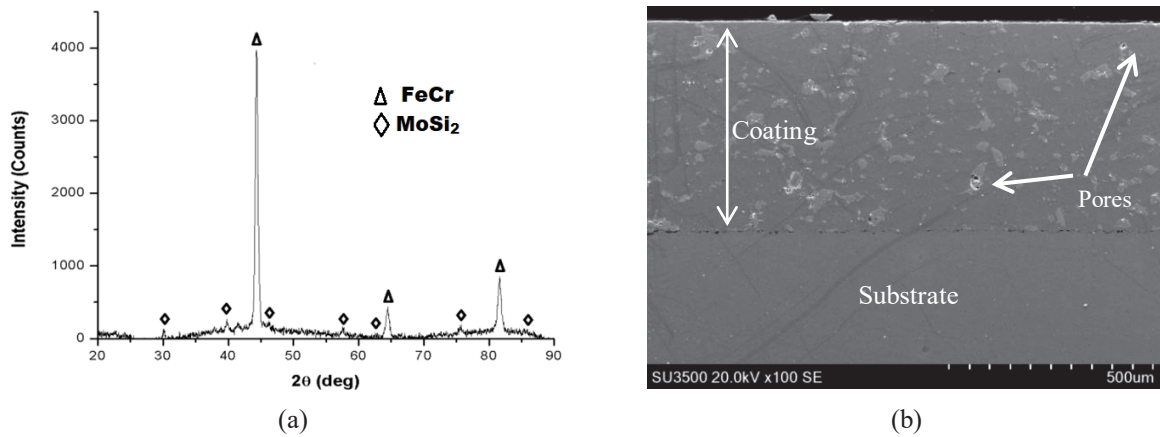 4000
3000
2000
1000
0
Intensity (Counts)
FeCr
MoSi₂
20 30 40 50 60 70 80 90
2θ (deg)
(a)
Coating
Pores
Substrate
SU3500 20.0kV x100 SE 500um
(b)